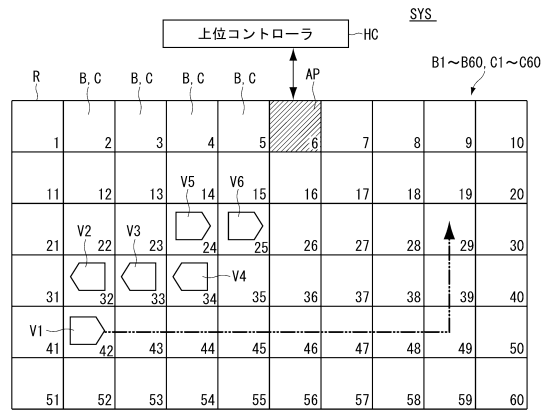 SYS
上位コントローラ
HC
R
B, C
B, C
B, C
B, C
AP
B1～B60, C1～C60
1 2 3 4 5 6 7 8 9 10
11 12 13 14 15 16 17 18 19 20
V5 V6
21 22 23 24 25 26 27 28 29 30
V2 V3 V4
31 32 33 34 35 36 37 38 39 40
V1
41 42 43 44 45 46 47 48 49 50
51 52 53 54 55 56 57 58 59 60